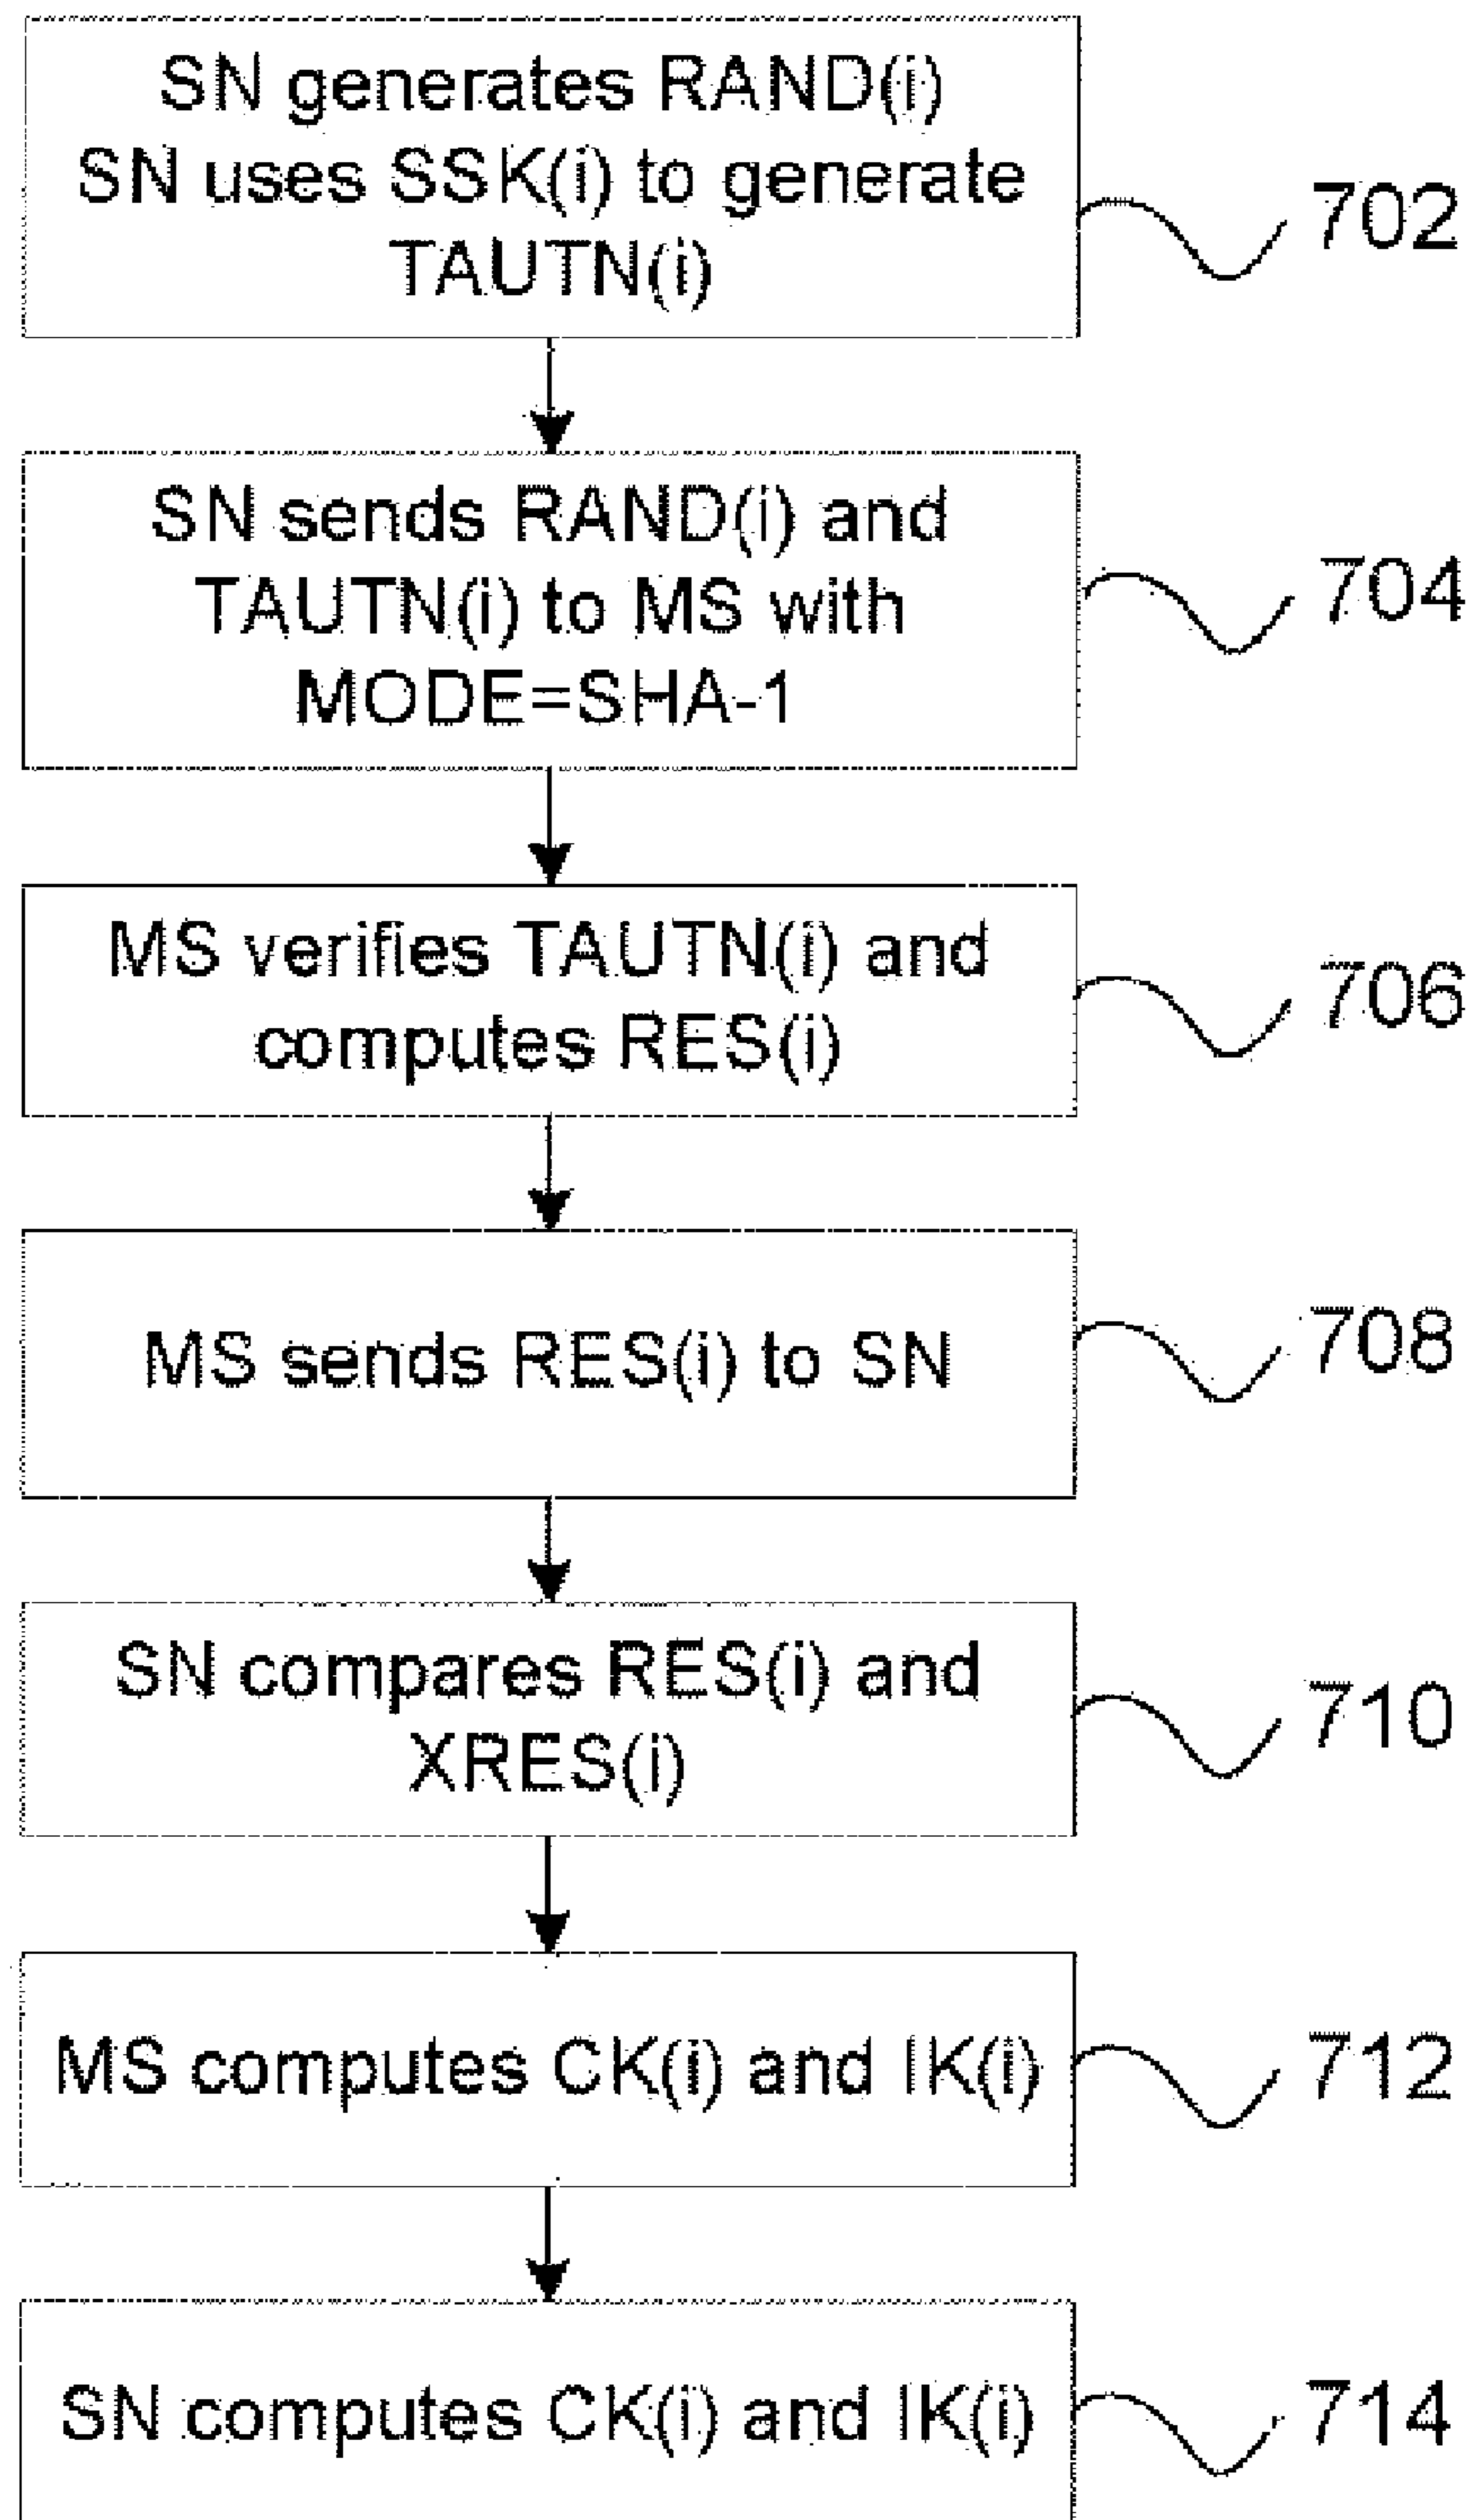 SN generates RAND(i)
SN uses SSK(i) to generate
TAUTN(i)
702
SN sends RAND(i) and
TAUTN(i) to MS with
MODE=SHA-1
704
MS verifies TAUTN(i) and
computes RES(i)
706
MS sends RES(i) to SN
708
SN compares RES(i) and
XRES(i)
710
MS computes CK(i) and IK(i)
712
SN computes CK(i) and IK(i)
714